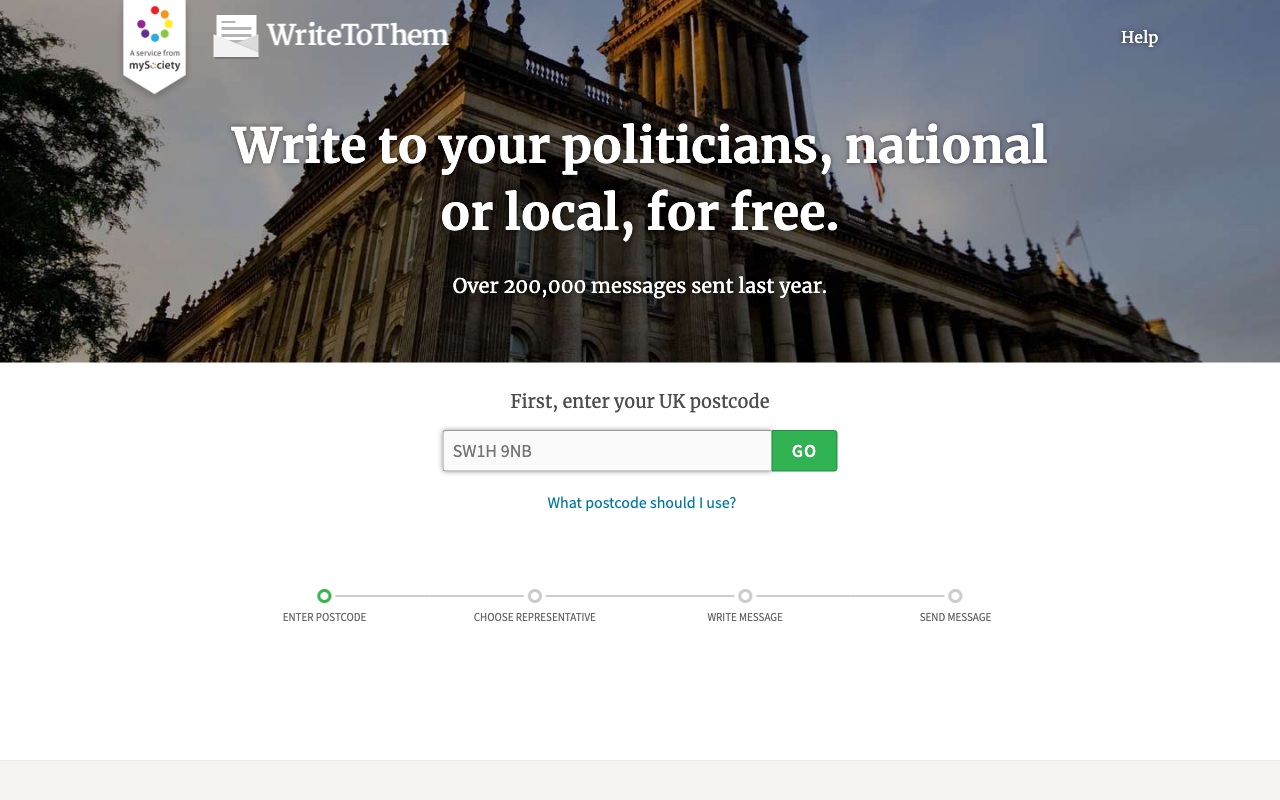 A service from
mySociety
WriteToThem
Help
Write to your politicians, national
or local, for free.
Over 200,000 messages sent last year.
First, enter your UK postcode
SW1H 9NB
GO
What postcode should I use?
ENTER POSTCODE
CHOOSE REPRESENTATIVE
WRITE MESSAGE
SEND MESSAGE